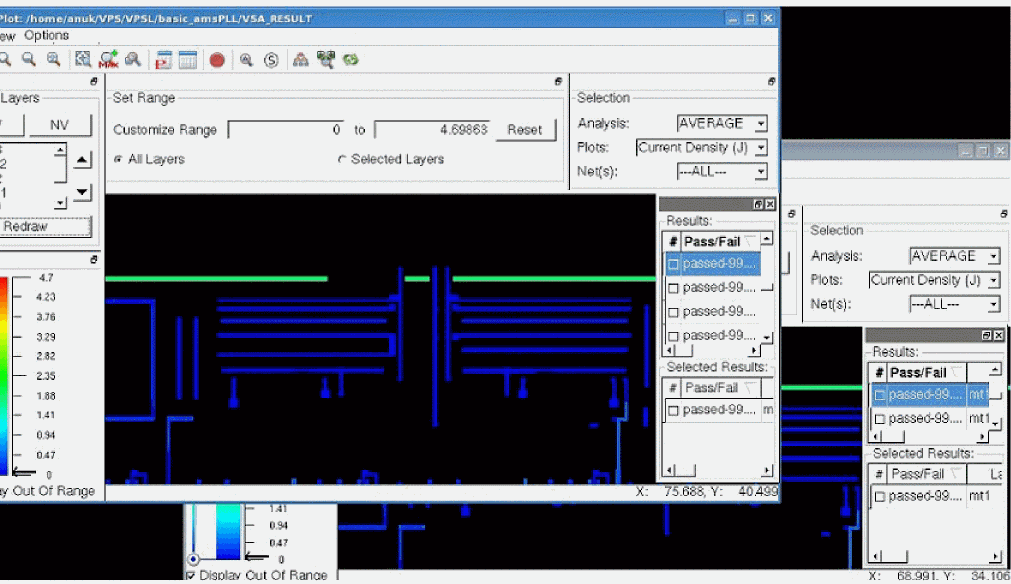 Plot: /home/anuk/VPS/VPSL/basic_amsPLL/VSA_RESULT
ew Options
Layers
NV
Redraw
Set Range
Customize Range 0 to 4.69863 Reset
All Layers Selected Layers
Selection
Analysis: AVERAGE
Plots: Current Density (J)
Net(s): ---ALL---
Results:
# Pass/Fail
passed-99....
passed-99....
passed-99....
passed-99....
Selected Results:
# Pass/Fail
passed-99.... m
4.7
4.23
3.76
3.29
2.82
2.35
1.88
1.41
0.94
0.47
0
ay Out Of Range
X: 75.688, Y: 40.499
Selection
Analysis: AVERAGE
Plots: Current Density (J)
Net(s): ---ALL---
Results:
# Pass/Fail
passed-99.... mt1
passed-99.... mt1
Selected Results:
# Pass/Fail La
passed-99.... mt1
1.41
0.94
0.47
0
Display Out Of Range
X: 68.991, Y: 34.106